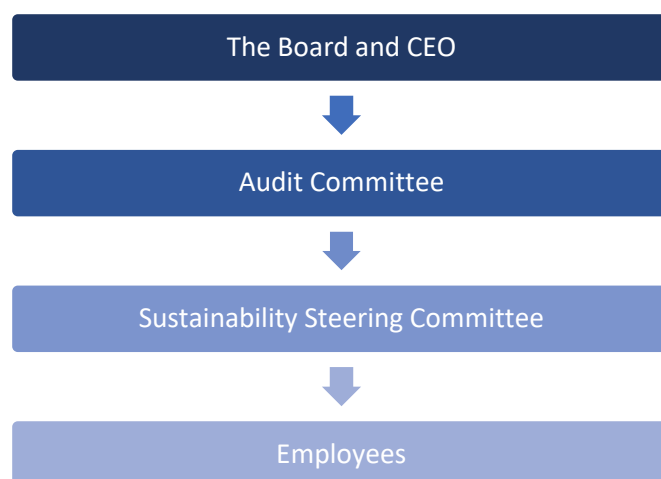 The Board and CEO
Audit Committee
Sustainability Steering Committee
Employees